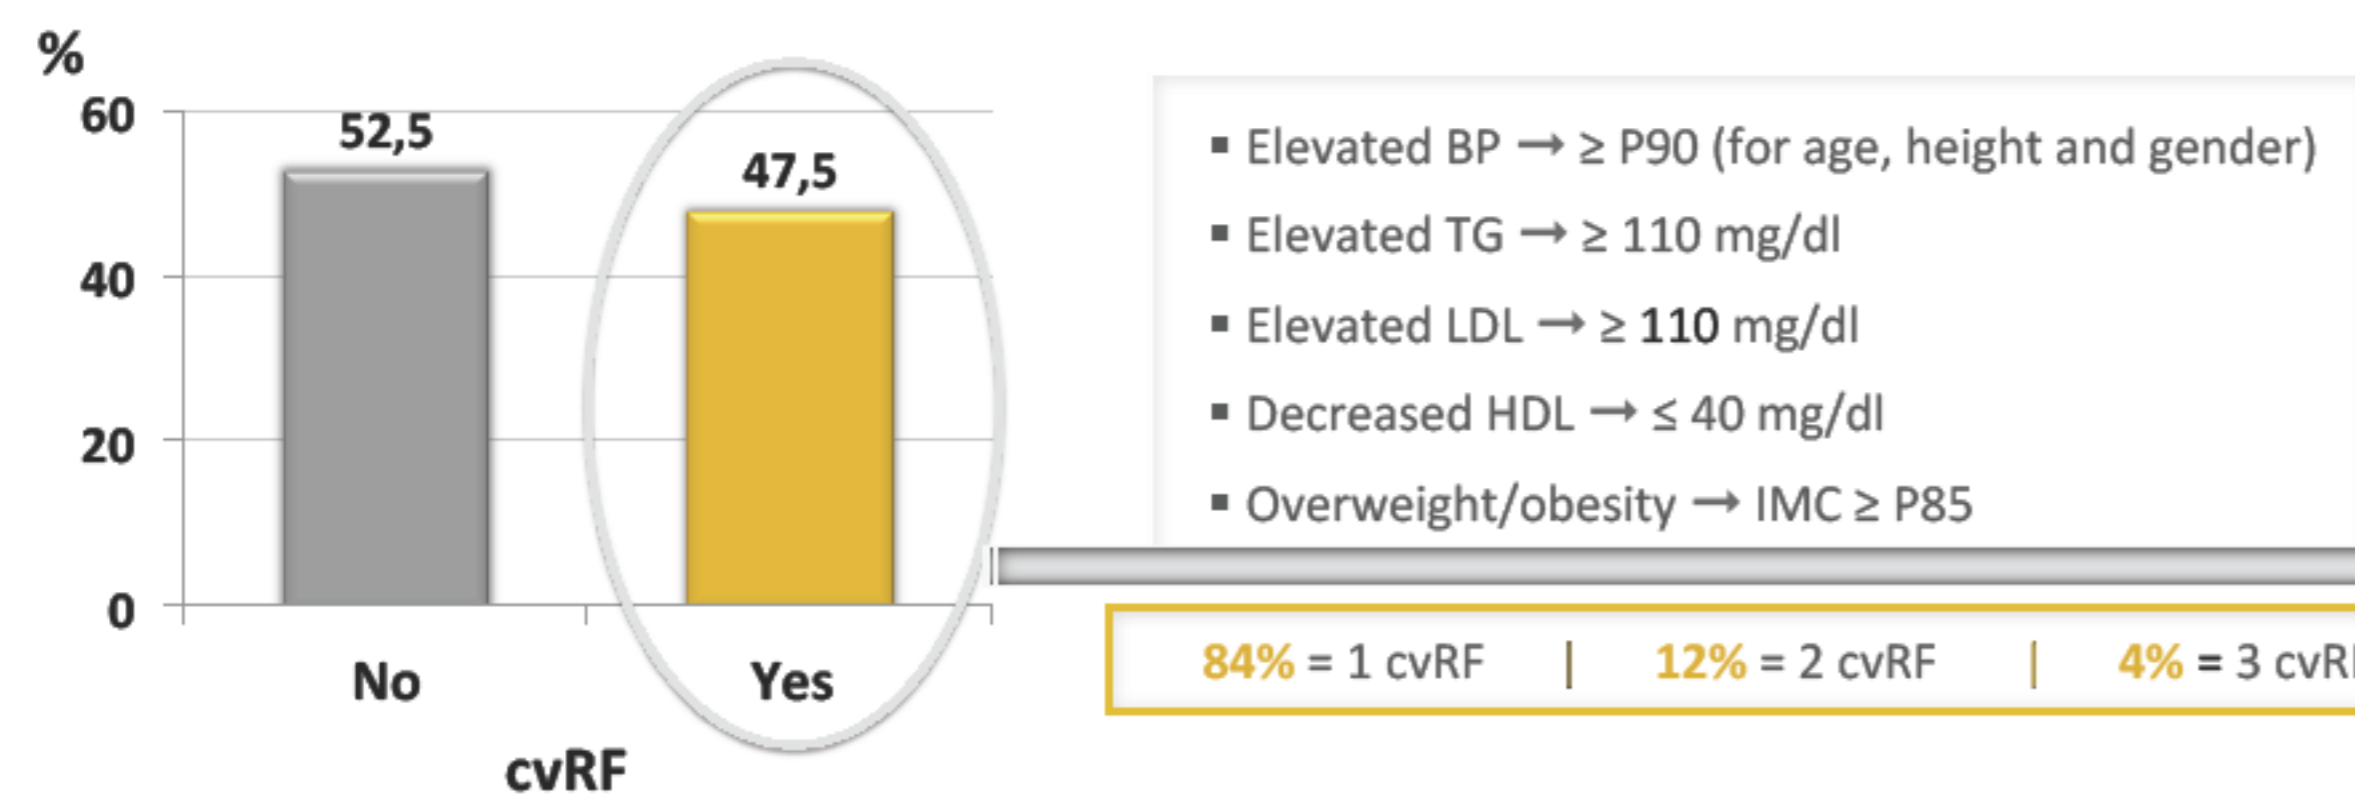 %
60
52,5
47,5
40
20
0
No
Yes
cvRF
▪ Elevated BP → ≥ P90 (for age, height and gender)
▪ Elevated TG → ≥ 110 mg/dl
▪ Elevated LDL → ≥ 110 mg/dl
▪ Decreased HDL → ≤ 40 mg/dl
▪ Overweight/obesity → IMC ≥ P85
84% = 1 cvRF | 12% = 2 cvRF | 4% = 3 cvR